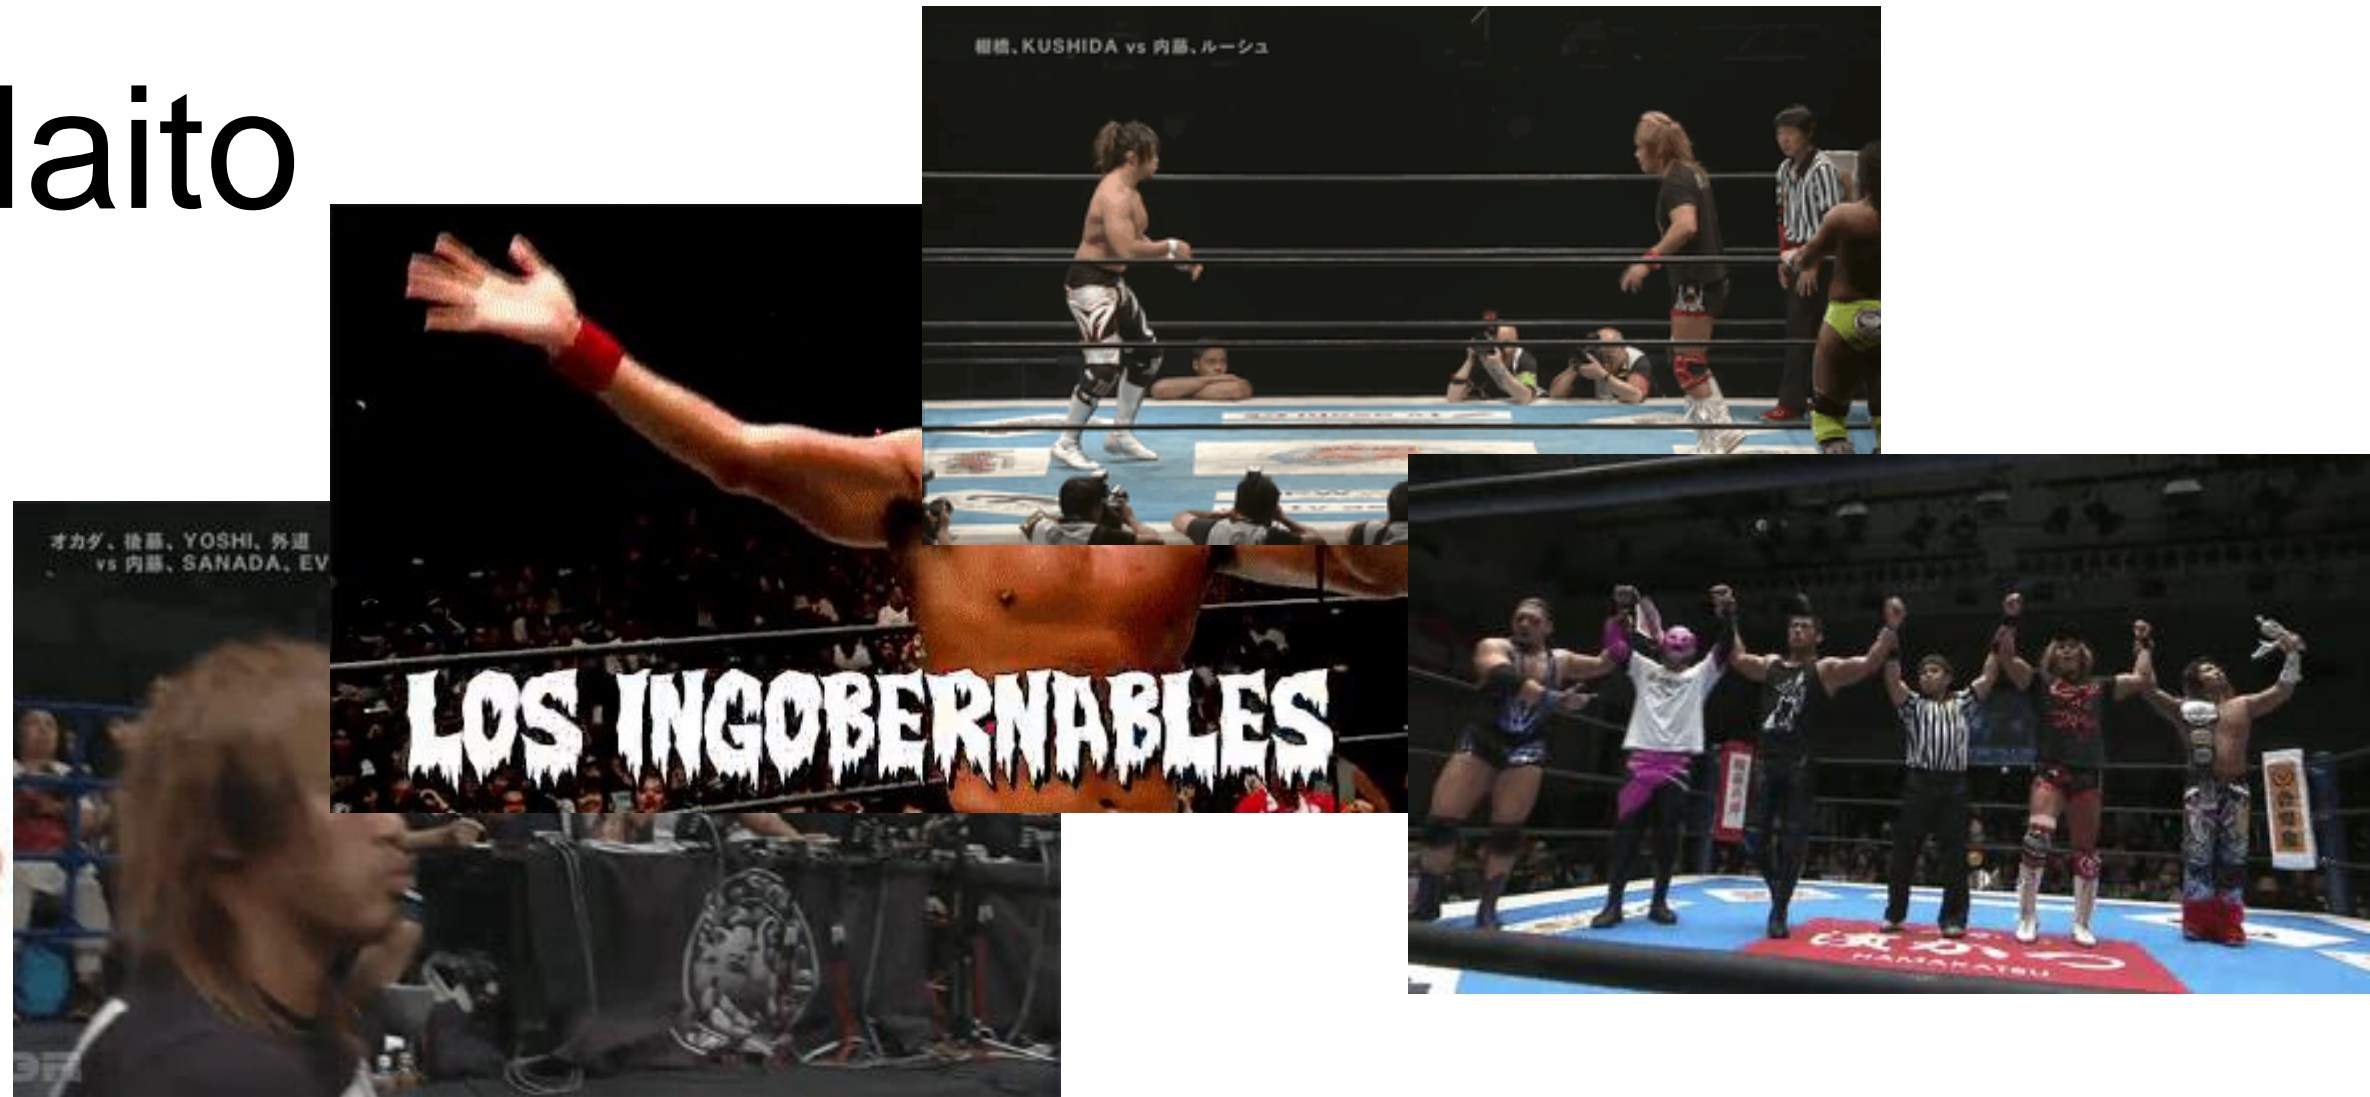 laito
棚橋、KUSHIDA vs 内藤、ルーシュ
オカダ、後藤、YOSHI、外道
vs 内藤、SANADA、EV
LOS INGOBERNABLES
HAMAKATSU